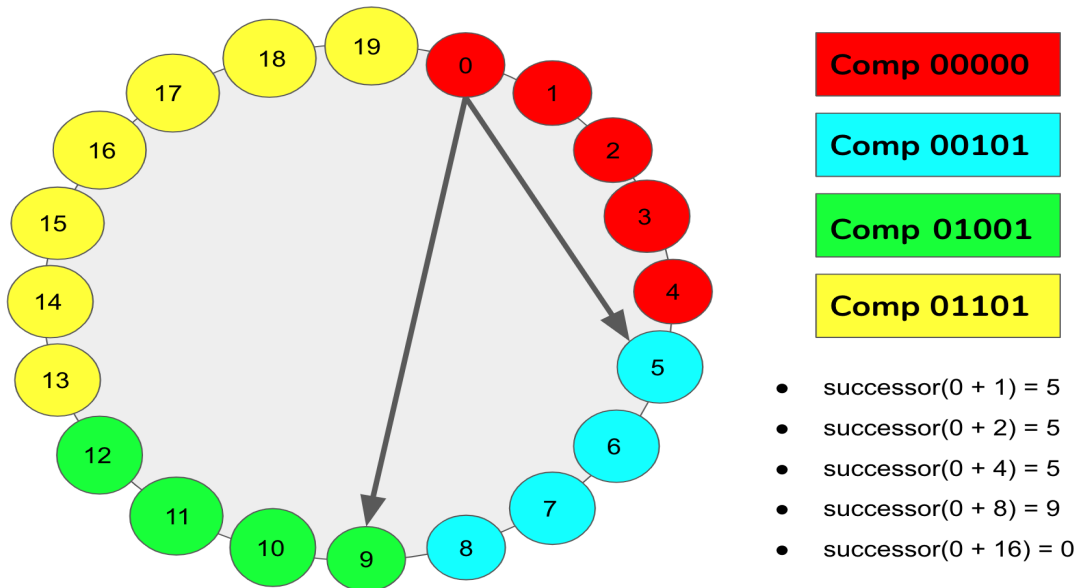 0
1
2
3
4
5
6
7
8
9
10
11
12
13
14
15
16
17
18
19
Comp 00000
Comp 00101
Comp 01001
Comp 01101
• successor(0 + 1) = 5
• successor(0 + 2) = 5
• successor(0 + 4) = 5
• successor(0 + 8) = 9
• successor(0 + 16) = 0